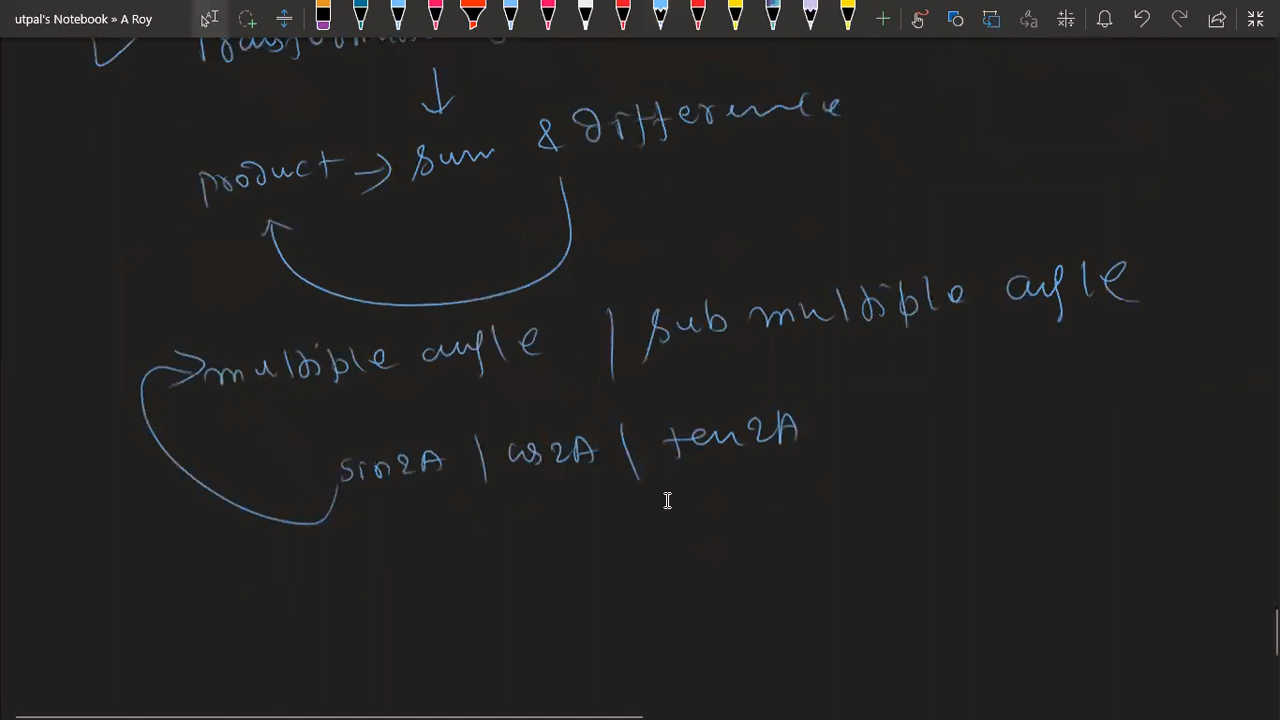 utpal's Notebook » A Roy
product → sum & difference
multiple angle | sub multiple angle
sin2A | cos2A | tan2A